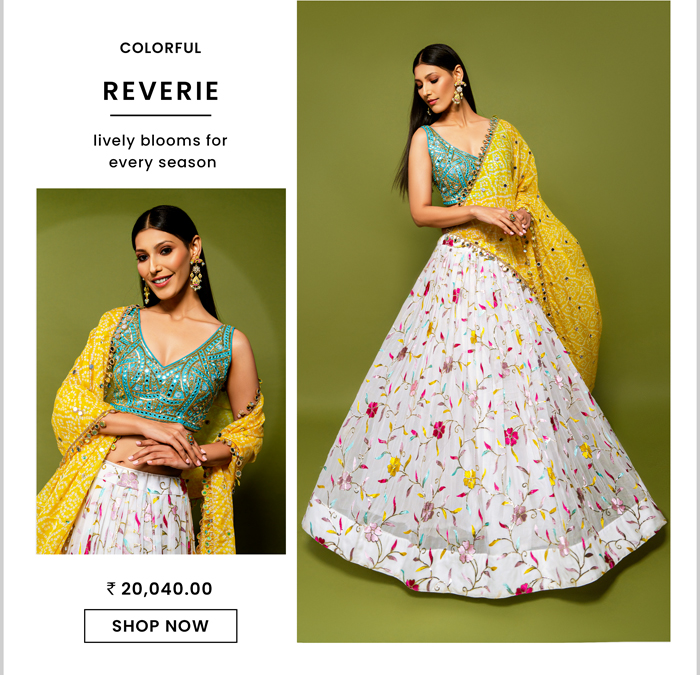 COLORFUL
REVERIE
lively blooms for
every season
₹ 20,040.00
SHOP NOW